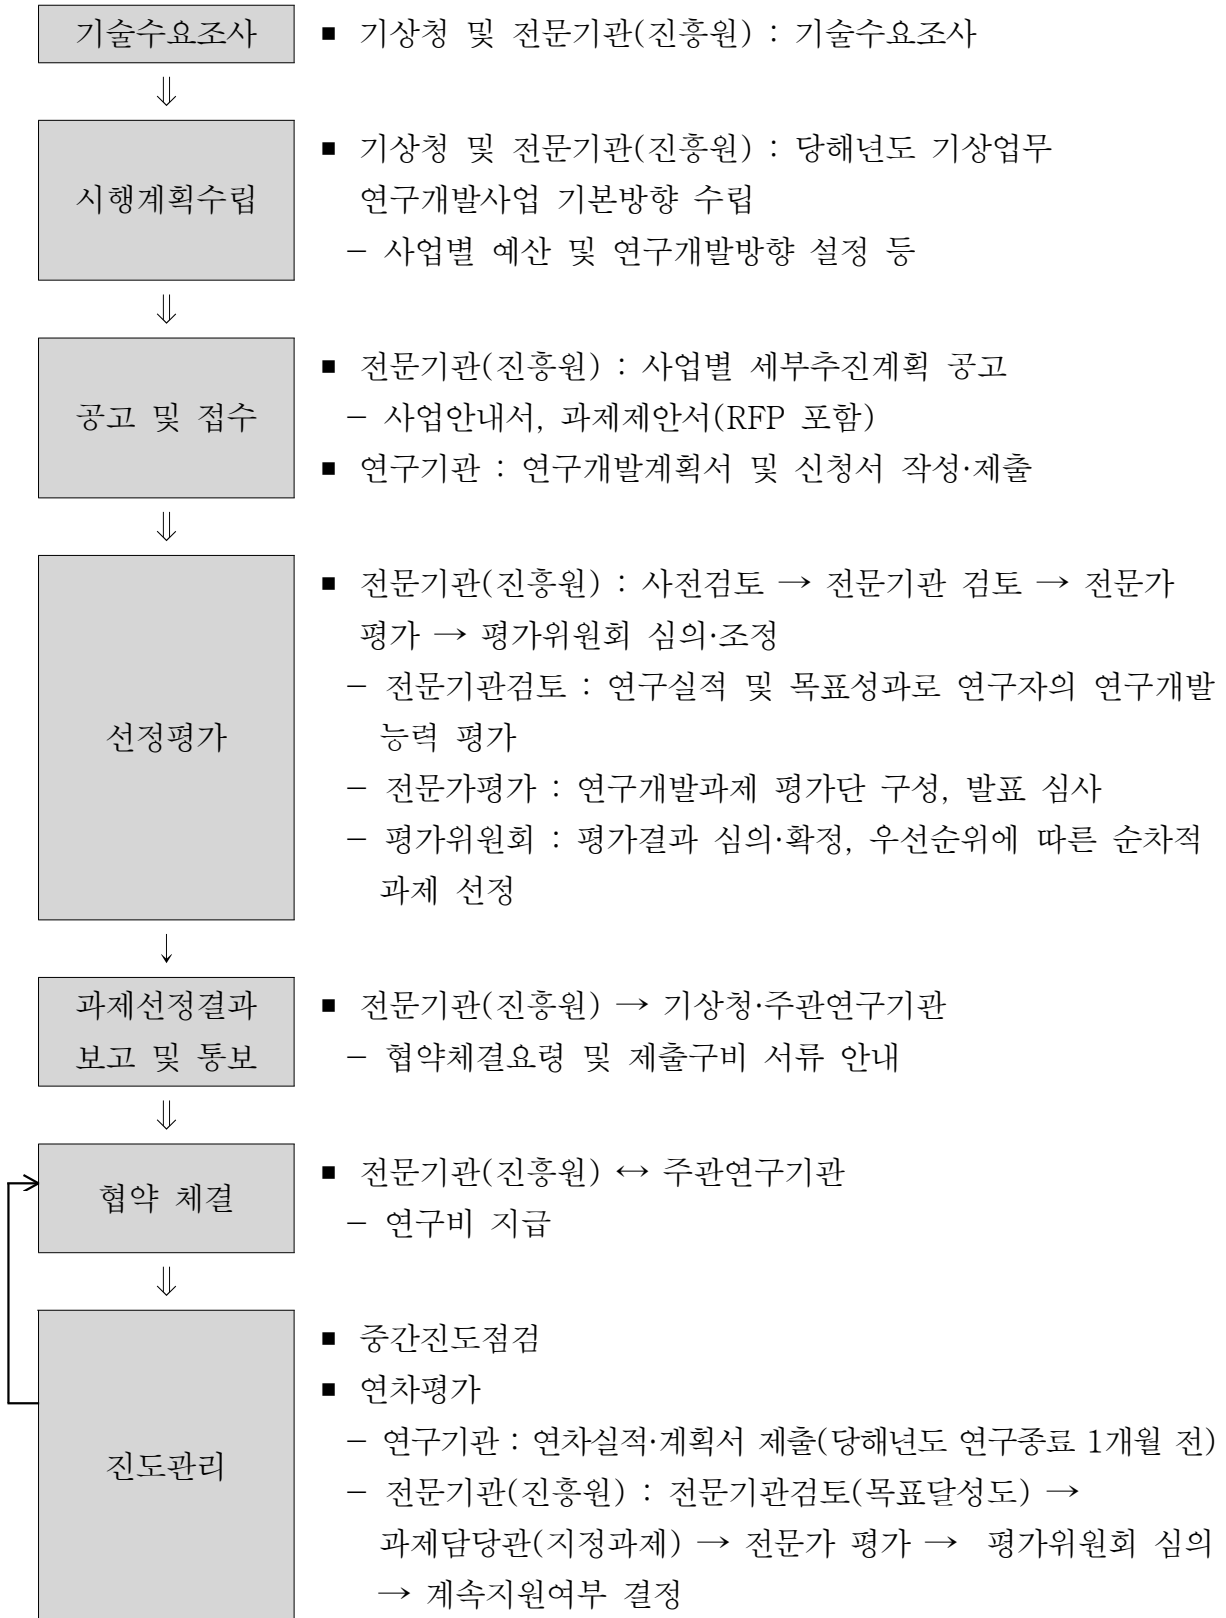 기술수요조사
■ 기상청 및 전문기관(진흥원) : 기술수요조사
⇓
시행계획수립
■ 기상청 및 전문기관(진흥원) : 당해년도 기상업무
연구개발사업 기본방향 수립
- 사업별 예산 및 연구개발방향 설정 등
⇓
공고 및 접수
■ 전문기관(진흥원) : 사업별 세부추진계획 공고
- 사업안내서, 과제제안서(RFP 포함)
■ 연구기관 : 연구개발계획서 및 신청서 작성·제출
⇓
선정평가
■ 전문기관(진흥원) : 사전검토 → 전문기관 검토 → 전문가
평가 → 평가위원회 심의·조정
- 전문기관검토 : 연구실적 및 목표성과로 연구자의 연구개발
능력 평가
- 전문가평가 : 연구개발과제 평가단 구성, 발표 심사
- 평가위원회 : 평가결과 심의·확정, 우선순위에 따른 순차적
과제 선정
↓
과제선정결과
보고 및 통보
■ 전문기관(진흥원) → 기상청·주관연구기관
- 협약체결요령 및 제출구비 서류 안내
⇓
협약 체결
■ 전문기관(진흥원) ↔ 주관연구기관
- 연구비 지급
⇓
진도관리
■ 중간진도점검
■ 연차평가
- 연구기관 : 연차실적·계획서 제출(당해년도 연구종료 1개월 전)
- 전문기관(진흥원) : 전문기관검토(목표달성도) →
과제담당관(지정과제) → 전문가 평가 → 평가위원회 심의
→ 계속지원여부 결정